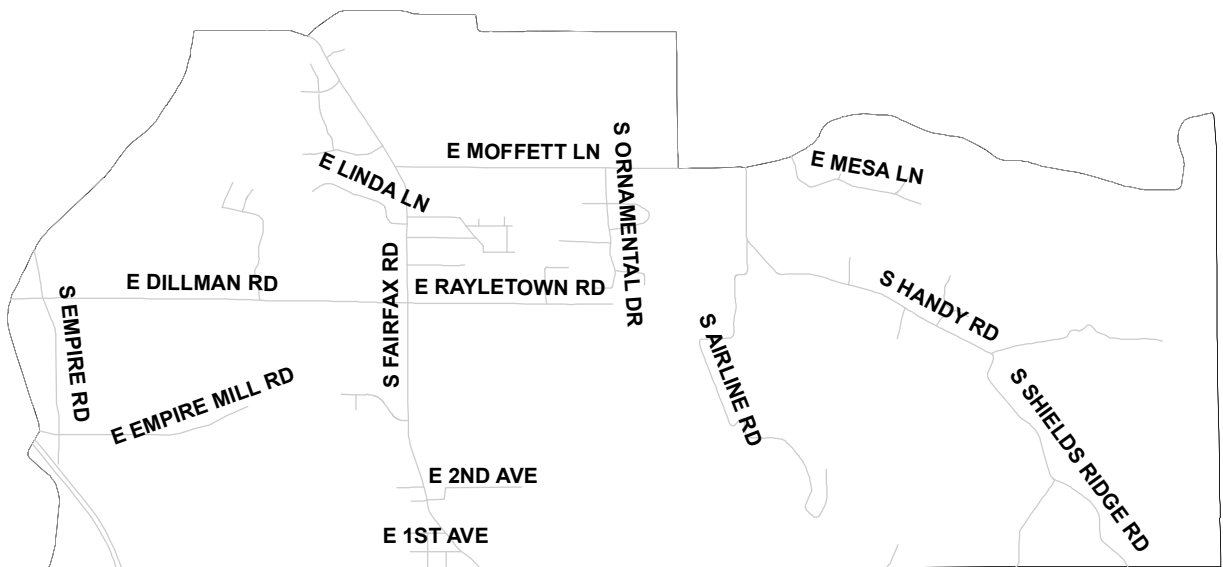 E MOFFETT LN
S ORNAMENTAL DR
E MESA LN
E LINDA LN
E DILLMAN RD
S FAIRFAX RD
E RAYLETOWN RD
S HANDY RD
S EMPIRE RD
S AIRLINE RD
E EMPIRE MILL RD
S SHIELDS RIDGE RD
E 2ND AVE
E 1ST AVE